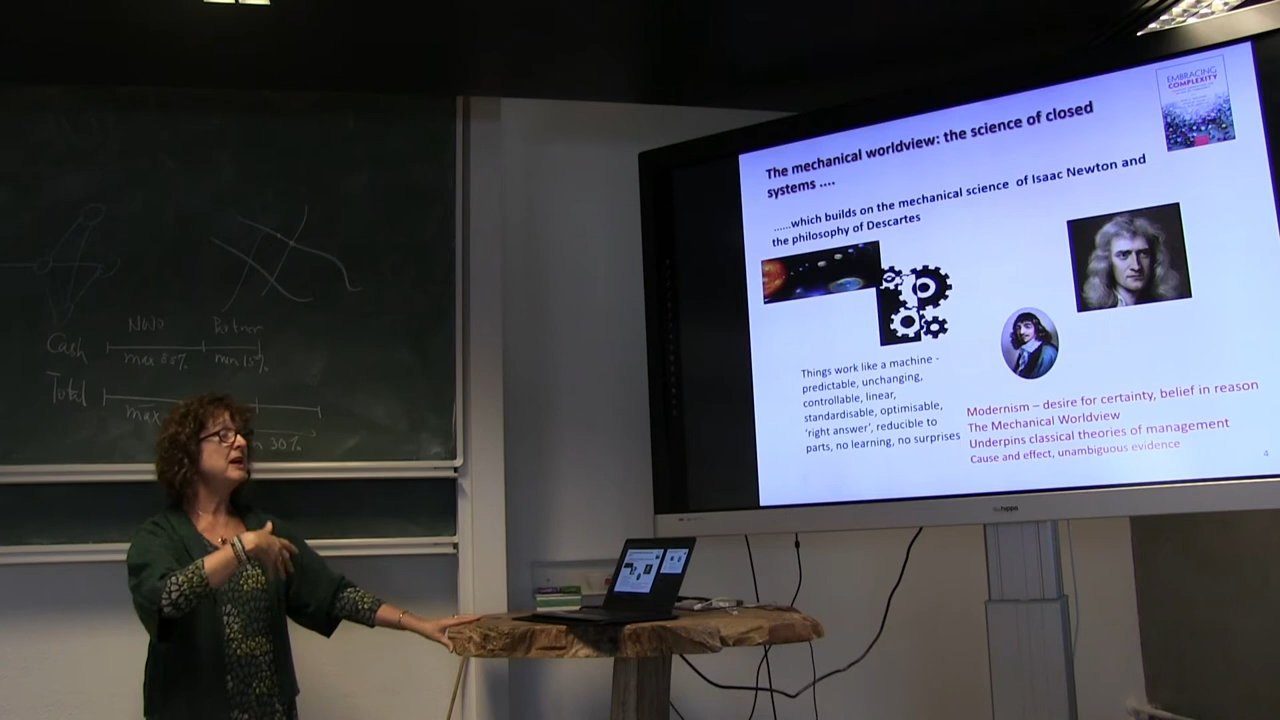 NWO Partner
Cash max 85% min 15%
Total max
30%
EMBRACING
COMPLEXITY
The mechanical worldview: the science of closed
systems ....
......which builds on the mechanical science of Isaac Newton and
the philosophy of Descartes
Things work like a machine -
predictable, unchanging,
controllable, linear,
standardisable, optimisable,
‘right answer’, reducible to
parts, no learning, no surprises
Modernism – desire for certainty, belief in reason
The Mechanical Worldview
Underpins classical theories of management
Cause and effect, unambiguous evidence
4